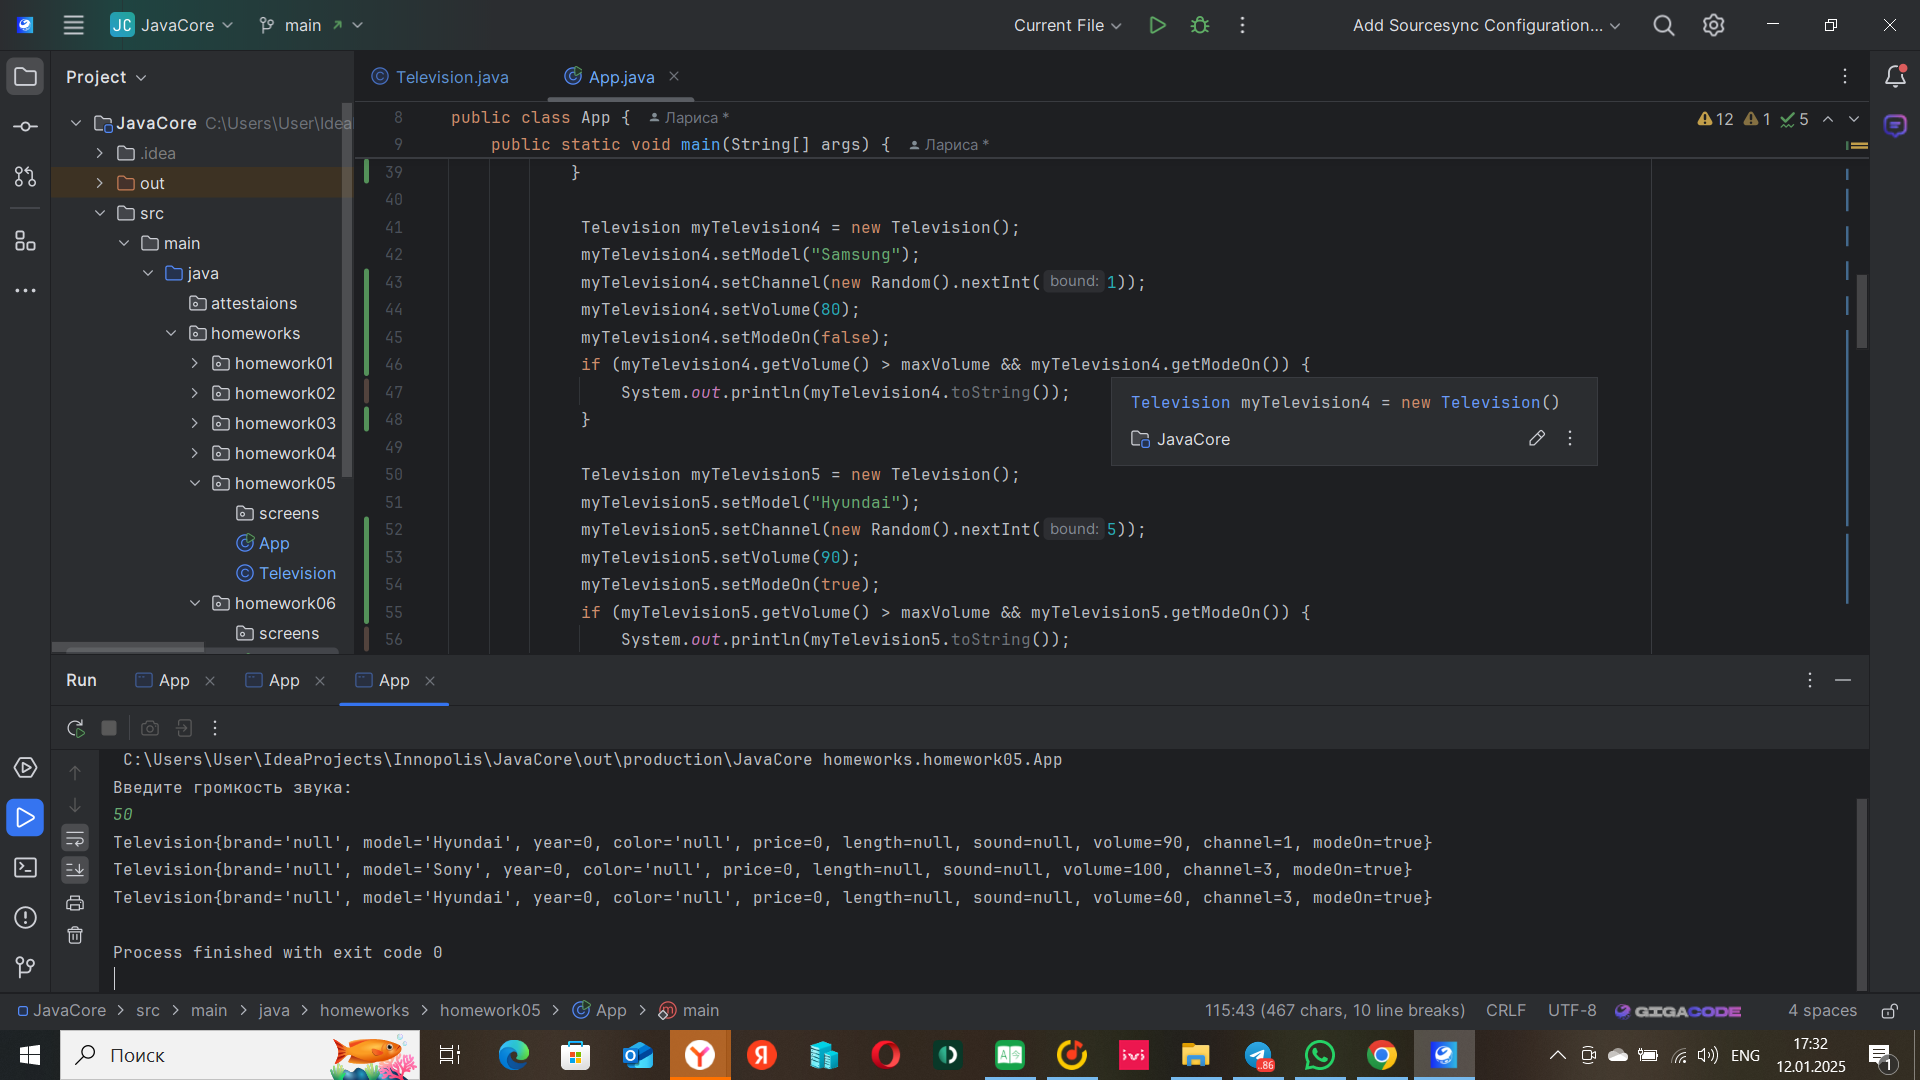 JC JavaCore main Current File Add Sourcesync Configuration...
Project
Television.java App.java
JavaCore C:\Users\User\Idea
.idea
out
src
main
java
attestaions
homeworks
homework01
homework02
homework03
homework04
homework05
screens
App
Television
homework06
screens
12 1 5
8 public class App { Лариса *
9 public static void main(String[] args) { Лариса *
39 }
40
41 Television myTelevision4 = new Television();
42 myTelevision4.setModel("Samsung");
43 myTelevision4.setChannel(new Random().nextInt( bound: 1));
44 myTelevision4.setVolume(80);
45 myTelevision4.setModeOn(false);
46 if (myTelevision4.getVolume() > maxVolume && myTelevision4.getModeOn()) {
47 System.out.println(myTelevision4.toString());
48 }
49
50 Television myTelevision5 = new Television();
51 myTelevision5.setModel("Hyundai");
52 myTelevision5.setChannel(new Random().nextInt( bound: 5));
53 myTelevision5.setVolume(90);
54 myTelevision5.setModeOn(true);
55 if (myTelevision5.getVolume() > maxVolume && myTelevision5.getModeOn()) {
56 System.out.println(myTelevision5.toString());
Television myTelevision4 = new Television()
JavaCore
Run App App App
C:\Users\User\IdeaProjects\Innopolis\JavaCore\out\production\JavaCore homeworks.homework05.App
Введите громкость звука:
50
Television{brand='null', model='Hyundai', year=0, color='null', price=0, length=null, sound=null, volume=90, channel=1, modeOn=true}
Television{brand='null', model='Sony', year=0, color='null', price=0, length=null, sound=null, volume=100, channel=3, modeOn=true}
Television{brand='null', model='Hyundai', year=0, color='null', price=0, length=null, sound=null, volume=60, channel=3, modeOn=true}
Process finished with exit code 0
JavaCore src main java homeworks homework05 App main 115:43 (467 chars, 10 line breaks) CRLF UTF-8 GIGACODE 4 spaces
Поиск
ENG
17:32
12.01.2025
1